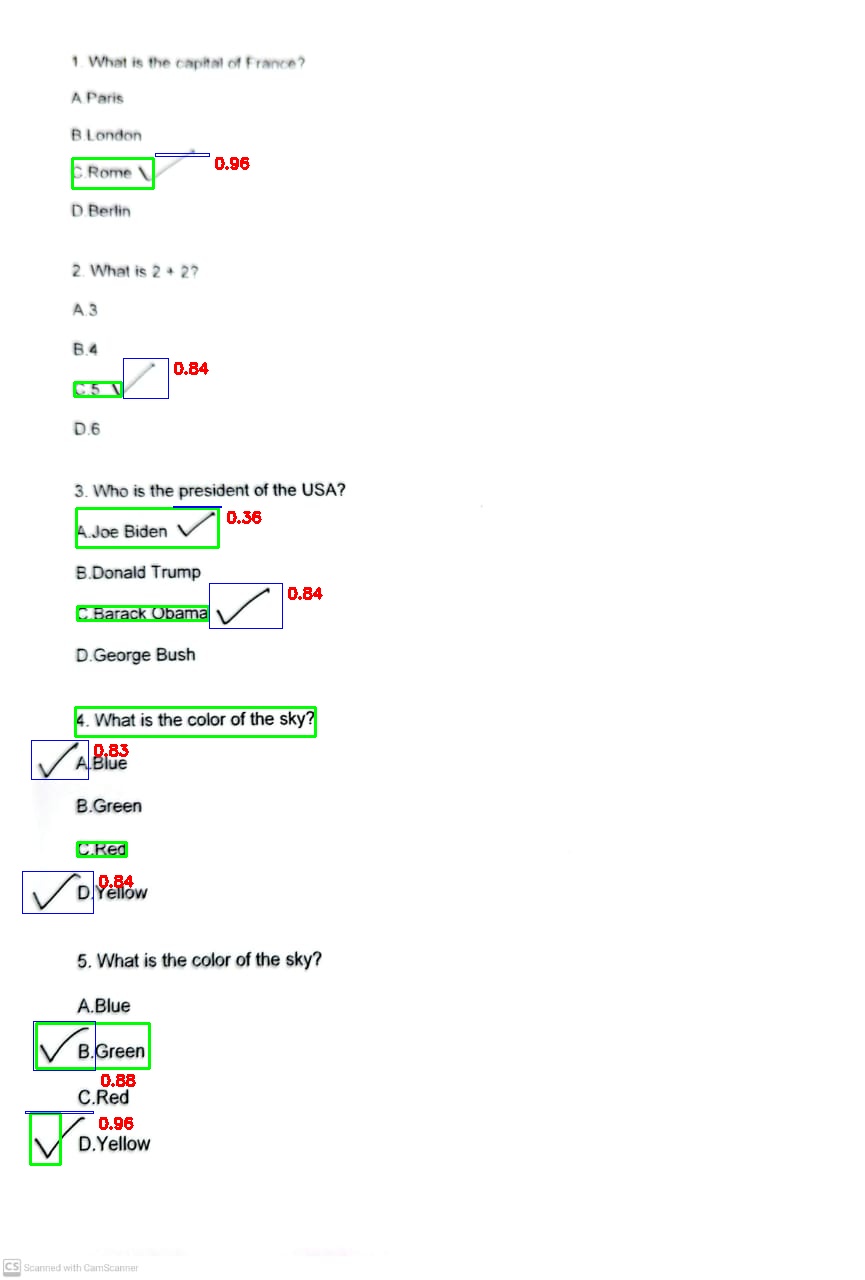 1. What is the capital of France?
A.Paris
B.London
C.Rome
0.96
D.Berlin
2. What is 2 + 2?
A.3
B.4
0.84
C.5
D.6
3. Who is the president of the USA?
0.36
A.Joe Biden
B.Donald Trump
0.84
C.Barack Obama
D.George Bush
4. What is the color of the sky?
0.83
A.Blue
B.Green
C.Red
0.84
D.Yellow
5. What is the color of the sky?
A.Blue
B.Green
0.88
C.Red
0.96
D.Yellow
CS Scanned with CamScanner